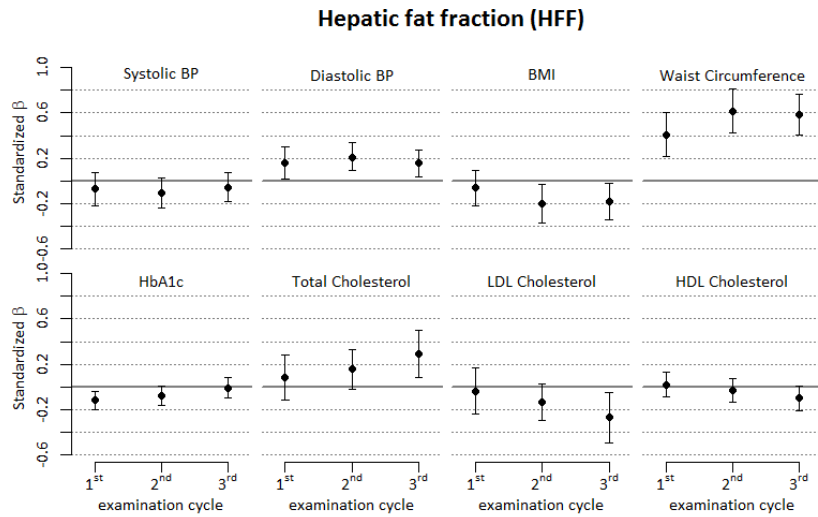 Hepatic fat fraction (HFF)
Systolic BP Diastolic BP BMI Waist Circumference
Standardized β
1.0
0.6
0.2
-0.2
-0.6
HbA1c Total Cholesterol LDL Cholesterol HDL Cholesterol
Standardized β
1.0
0.6
0.2
-0.2
-0.6
1st 2nd 3rd 1st 2nd 3rd 1st 2nd 3rd 1st 2nd 3rd
examination cycle examination cycle examination cycle examination cycle